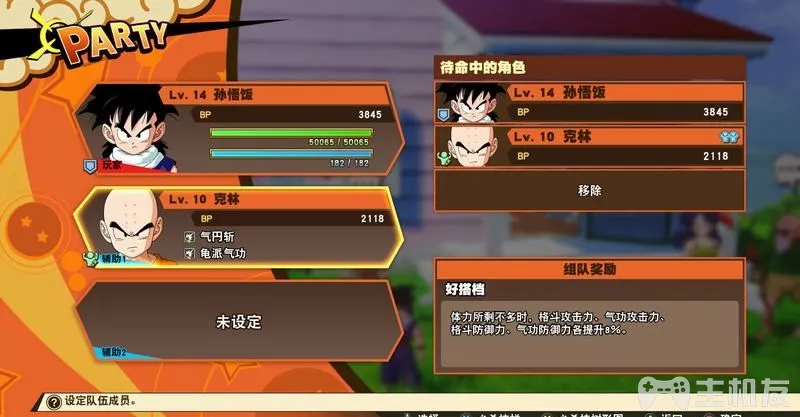 PARTY
Lv. 14 孙悟饭
BP 3845
50065 / 50065
182 / 182
玩家
Lv. 10 克林
BP 2118
气円斩
龟派气功
辅助1
未设定
辅助2
待命中的角色
Lv. 14 孙悟饭
BP 3845
Lv. 10 克林
BP 2118
移除
组队奖励
好搭档
体力所剩不多时，格斗攻击力、气功攻击力、
格斗防御力、气功防御力各提升8%。
? 设定队伍成员。
主机友